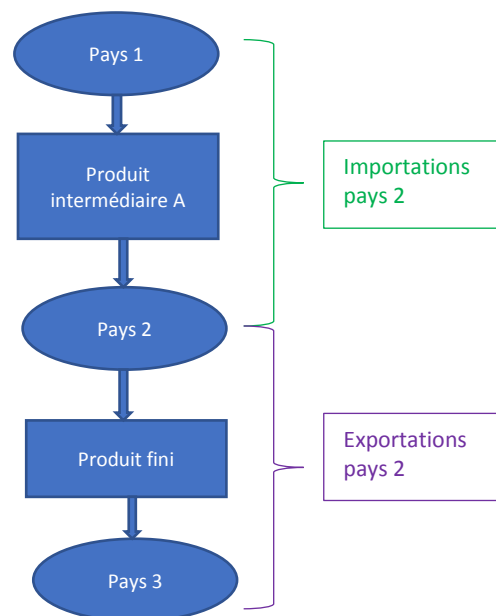 Pays 1
Produit
intermédiaire A
Importations
pays 2
Pays 2
Produit fini
Exportations
pays 2
Pays 3